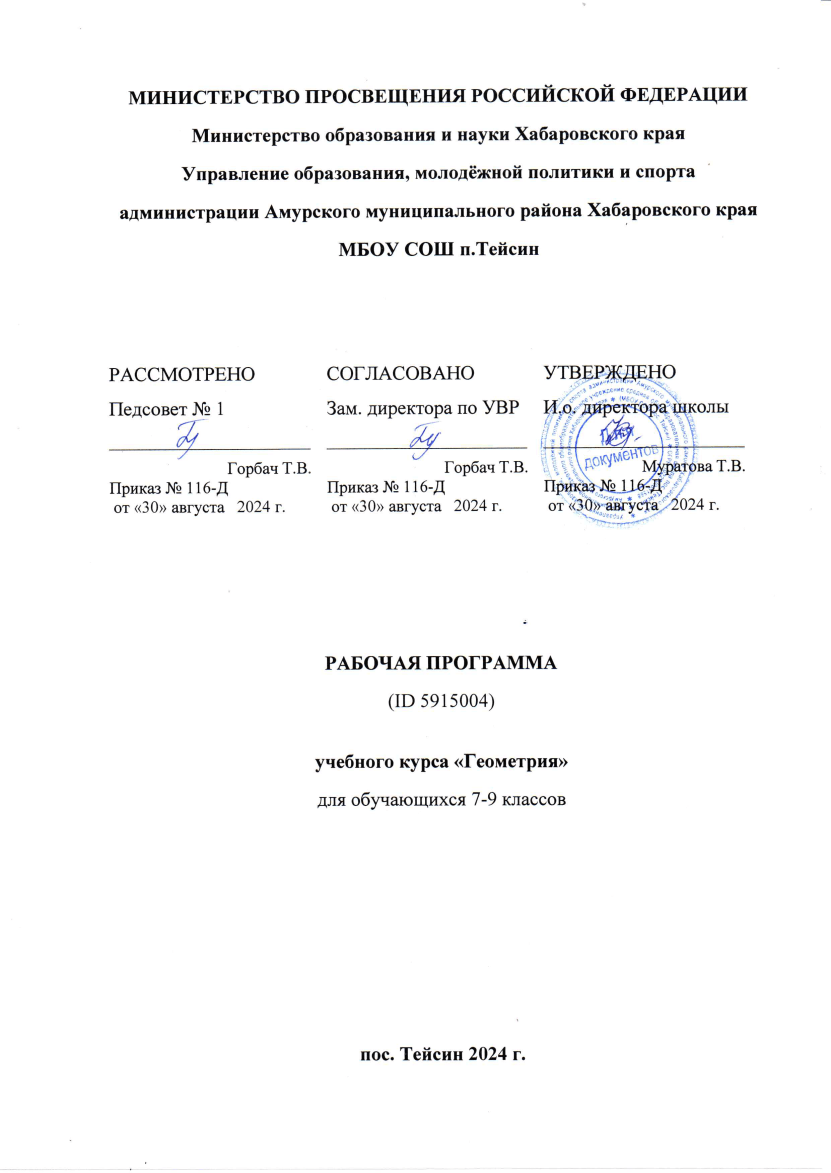 МИНИСТЕРСТВО ПРОСВЕЩЕНИЯ РОССИЙСКОЙ ФЕДЕРАЦИИ
Министерство образования и науки Хабаровского края
Управление образования, молодёжной политики и спорта
администрации Амурского муниципального района Хабаровского края
МБОУ СОШ п.Тейсин
РАССМОТРЕНО
Педсовет № 1
Горбач Т.В.
Приказ № 116-Д
от «30» августа 2024 г.
СОГЛАСОВАНО
Зам. директора по УВР
Горбач Т.В.
Приказ № 116-Д
от «30» августа 2024 г.
УТВЕРЖДЕНО
И.о. директора школы
документов
Муратова Т.В.
Приказ № 116-Д
от «30» августа 2024 г.
РАБОЧАЯ ПРОГРАММА
(ID 5915004)
учебного курса «Геометрия»
для обучающихся 7-9 классов
пос. Тейсин 2024 г.